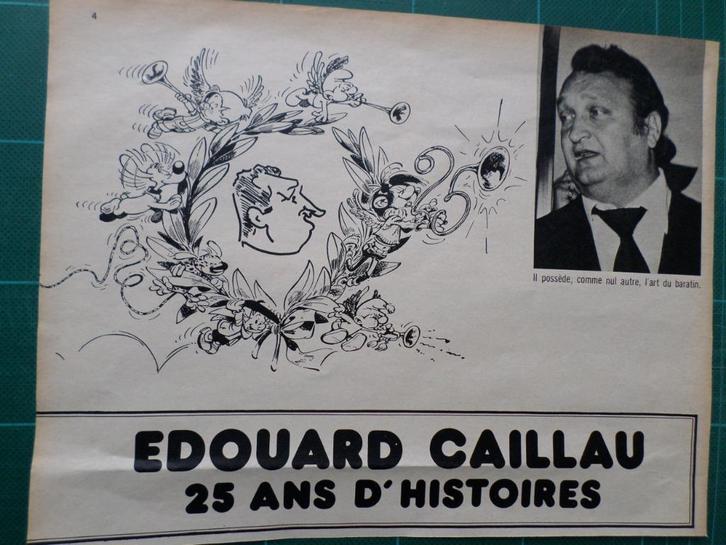 4
Il possède, comme nul autre, l'art du baratin.
EDOUARD CAILLAU
25 ANS D'HISTOIRES